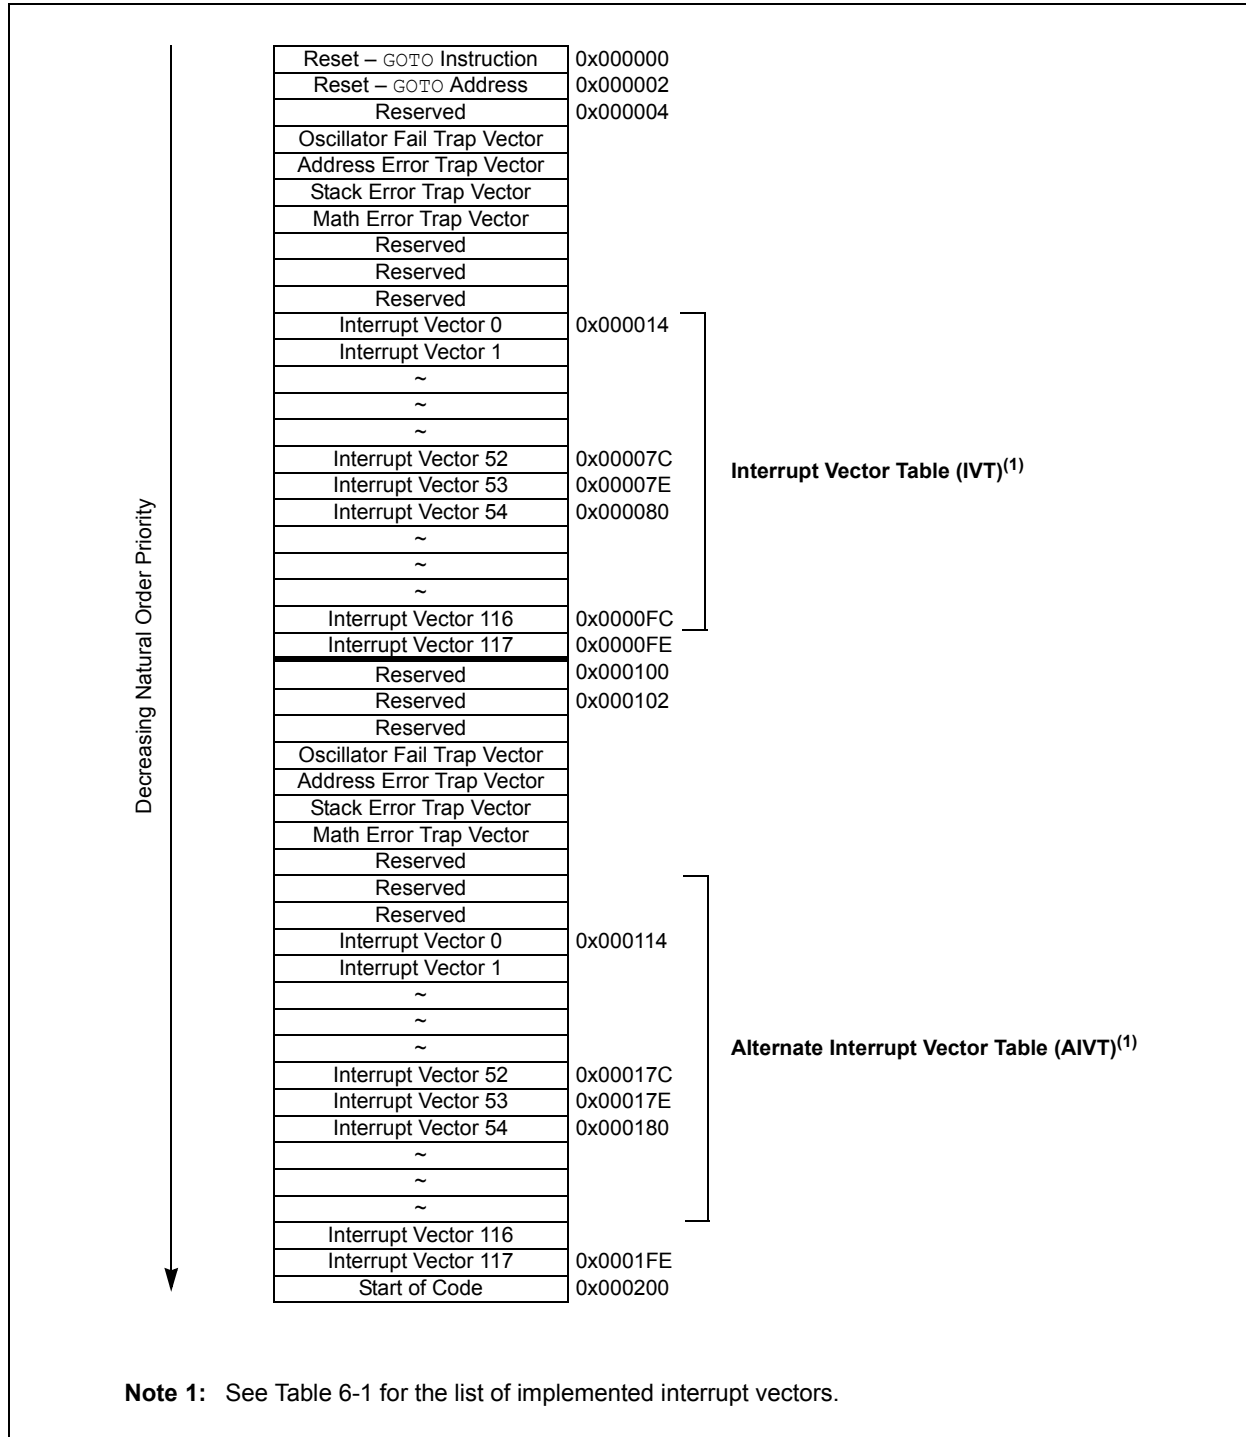 Reset – GOTO Instruction 0x000000
Reset – GOTO Address 0x000002
Reserved 0x000004
Oscillator Fail Trap Vector
Address Error Trap Vector
Stack Error Trap Vector
Math Error Trap Vector
Reserved
Reserved
Reserved
Interrupt Vector 0 0x000014
Interrupt Vector 1
~
~
~
Interrupt Vector 52 0x00007C
Interrupt Vector Table (IVT)(1)
Interrupt Vector 53 0x00007E
Interrupt Vector 54 0x000080
~
~
~
Interrupt Vector 116 0x0000FC
Interrupt Vector 117 0x0000FE
Decreasing Natural Order Priority
Reserved 0x000100
Reserved 0x000102
Reserved
Oscillator Fail Trap Vector
Address Error Trap Vector
Stack Error Trap Vector
Math Error Trap Vector
Reserved
Reserved
Reserved
Interrupt Vector 0 0x000114
Interrupt Vector 1
~
~
~
Alternate Interrupt Vector Table (AIVT)(1)
Interrupt Vector 52 0x00017C
Interrupt Vector 53 0x00017E
Interrupt Vector 54 0x000180
~
~
~
Interrupt Vector 116
Interrupt Vector 117 0x0001FE
Start of Code 0x000200
Note 1: See Table 6-1 for the list of implemented interrupt vectors.